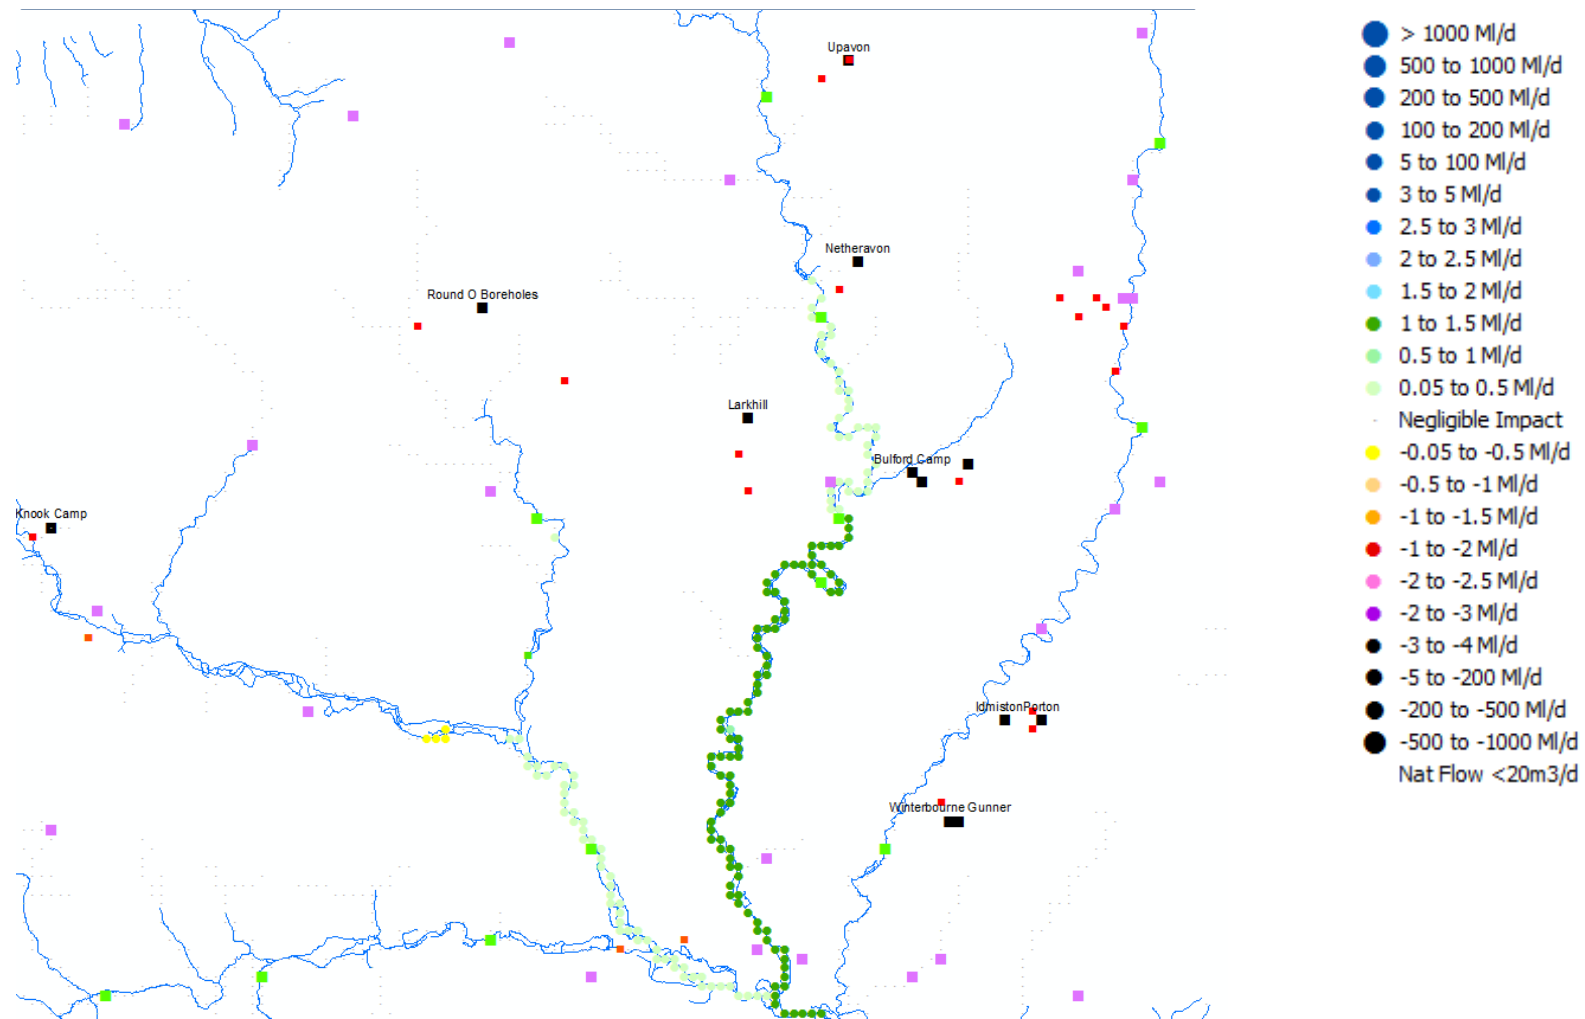 Upavon
Netheravon
Round O Boreholes
Larkhill
Bulford Camp
Knook Camp
Idmiston Porton
Winterbourne Gunner
> 1000 Ml/d
500 to 1000 Ml/d
200 to 500 Ml/d
100 to 200 Ml/d
5 to 100 Ml/d
3 to 5 Ml/d
2.5 to 3 Ml/d
2 to 2.5 Ml/d
1.5 to 2 Ml/d
1 to 1.5 Ml/d
0.5 to 1 Ml/d
0.05 to 0.5 Ml/d
Negligible Impact
-0.05 to -0.5 Ml/d
-0.5 to -1 Ml/d
-1 to -1.5 Ml/d
-1 to -2 Ml/d
-2 to -2.5 Ml/d
-2 to -3 Ml/d
-3 to -4 Ml/d
-5 to -200 Ml/d
-200 to -500 Ml/d
-500 to -1000 Ml/d
Nat Flow <20m3/d